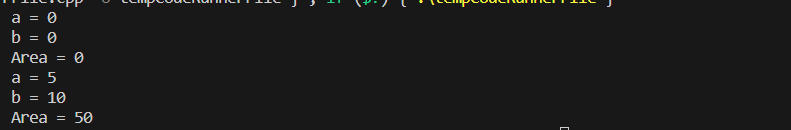 a = 0
b = 0
Area = 0
a = 5
b = 10
Area = 50